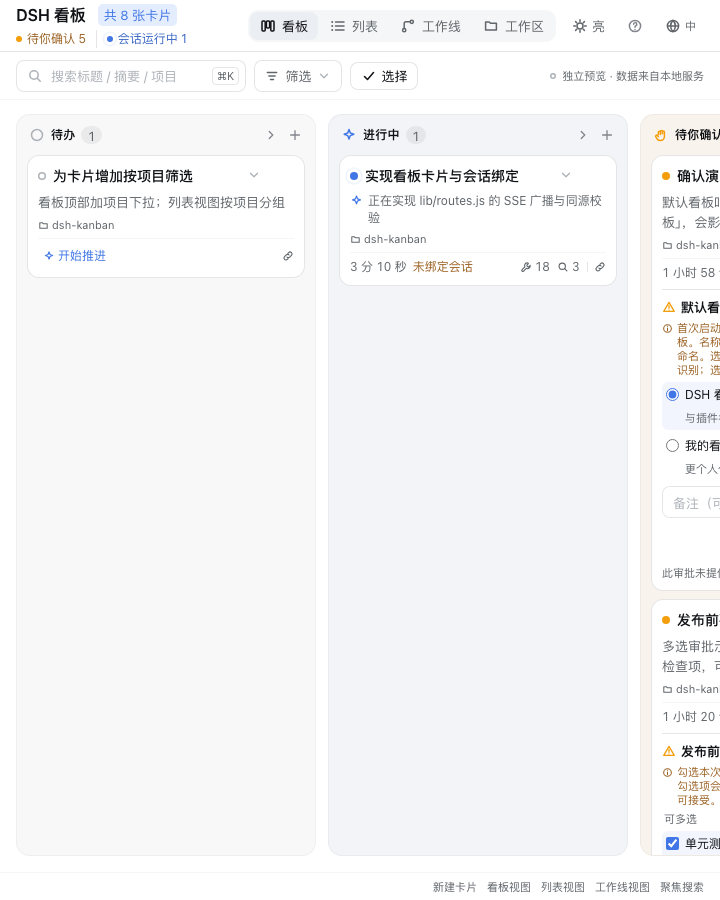 DSH 看板 共 8 张卡片
待你确认 5 会话运行中 1
看板 列表 工作线 工作区 亮 中
搜索标题 / 摘要 / 项目 ⌘K 筛选 选择 独立预览 · 数据来自本地服务
待办 1
为卡片增加按项目筛选
看板顶部加项目下拉；列表视图按项目分组
dsh-kanban
开始推进
进行中 1
实现看板卡片与会话绑定
正在实现 lib/routes.js 的 SSE 广播与同源校
验
dsh-kanban
3 分 10 秒 未绑定会话 18 3
待你确认
确认演
默认看板
板」，会影
dsh-kan
1 小时 58
默认看
首次启动
板。名称
命名。选
识别；选
DSH 看
与插件
我的看
更个人
备注（可
此审批未提
发布前
多选审批示
检查项，可
dsh-kan
1 小时 20
发布前
勾选本次
勾选项会
可接受。
可多选
单元测
新建卡片 看板视图 列表视图 工作线视图 聚焦搜索